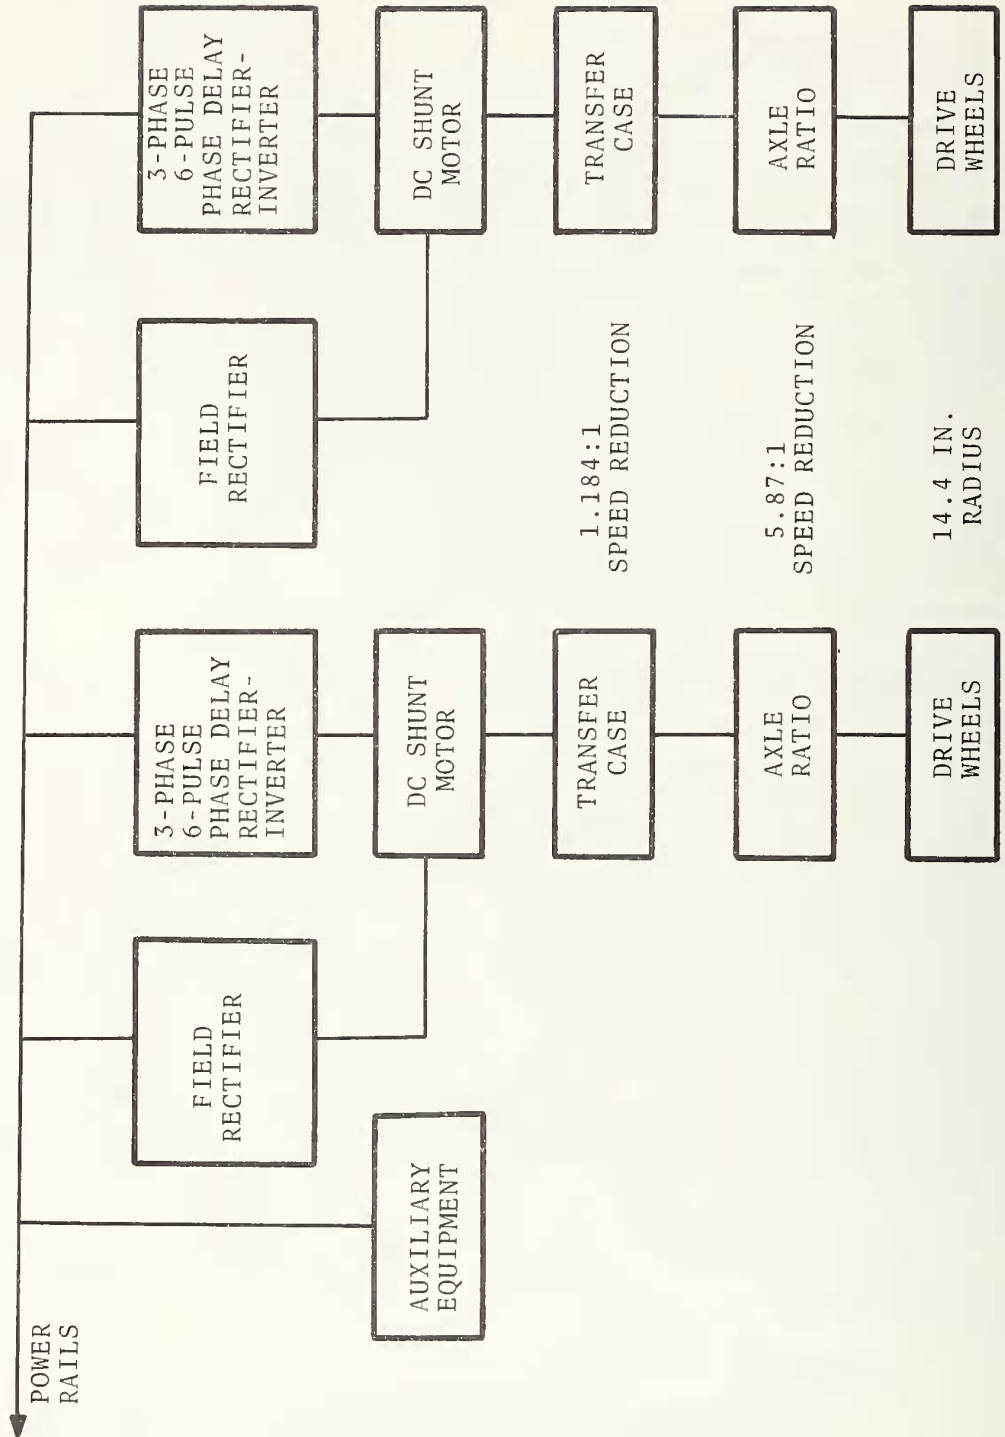 POWER
RAILS
AUXILIARY
EQUIPMENT
FIELD
RECTIFIER
3-PHASE
6-PULSE
PHASE DELAY
RECTIFIER-
INVERTER
DC SHUNT
MOTOR
TRANSFER
CASE
AXLE
RATIO
DRIVE
WHEELS
1.184:1
SPEED REDUCTION
5.87:1
SPEED REDUCTION
14.4 IN.
RADIUS
FIELD
RECTIFIER
3-PHASE
6-PULSE
PHASE DELAY
RECTIFIER-
INVERTER
DC SHUNT
MOTOR
TRANSFER
CASE
AXLE
RATIO
DRIVE
WHEELS